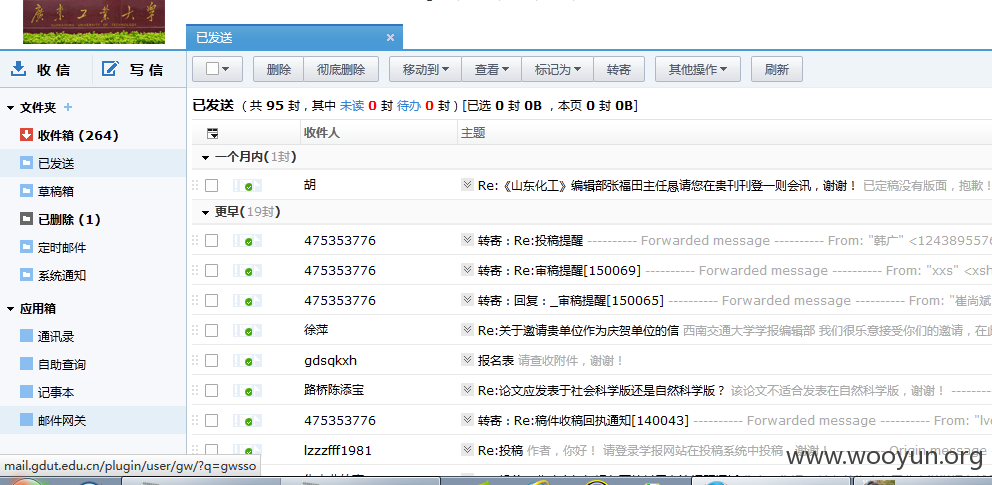 廣東工業大学
已发送 ×
收 信 写 信
删除 彻底删除 移动到 查看 标记为 转寄 其他操作 刷新
文件夹 +
已发送 （ 共 95 封，其中 未读 0 封 待办 0 封 ) [已选 0 封 0B ，本页 0 封 0B]
收件箱 (264)
收件人 主题
一个月内(1封)
已发送
胡 Re:《山东化工》编辑部张福田主任恳请您在贵刊刊登一则会讯，谢谢！ 已定稿没有版面，抱歉！
草稿箱
更早(19封)
已删除 (1)
475353776 转寄：Re:投稿提醒 ---------- Forwarded message ---------- From: "韩广" <1243895576
定时邮件
475353776 转寄：Re:审稿提醒[150069] ---------- Forwarded message ---------- From: "xxs" <xsh
系统通知
475353776 转寄：回复：_审稿提醒[150065] ---------- Forwarded message ---------- From: "崔尚斌
应用箱
徐萍 Re:关于邀请贵单位作为庆贺单位的信 西南交通大学学报编辑部 我们很乐意接受你们的邀请，在此
通讯录
gdsqkxh 报名表 请查收附件，谢谢！
自助查询
路桥陈添宝 Re:论文应发表于社会科学版还是自然科学版？ 该论文不适合发表在自然科学版，谢谢！ --------
记事本
475353776 转寄：Re:稿件收稿回执通知[140043] ---------- Forwarded message ---------- From: "lv
邮件网关
lzzzfff1981 Re:投稿 作者，你好！ 请登录学报网站在投稿系统中投稿，谢谢！ Origin message
mail.gdut.edu.cn/plugin/user/gw/?q=gwsso
www.wooyun.org